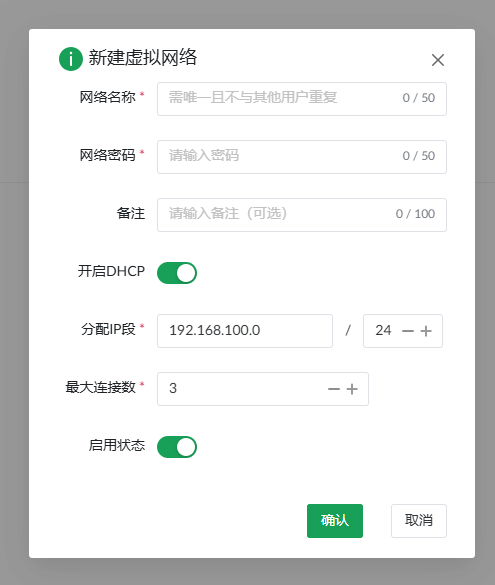 新建虚拟网络
网络名称 * 需唯一且不与其他用户重复 0 / 50
网络密码 * 请输入密码 0 / 50
备注 请输入备注（可选） 0 / 100
开启DHCP
分配IP段 * 192.168.100.0 / 24
最大连接数 * 3
启用状态
确认 取消